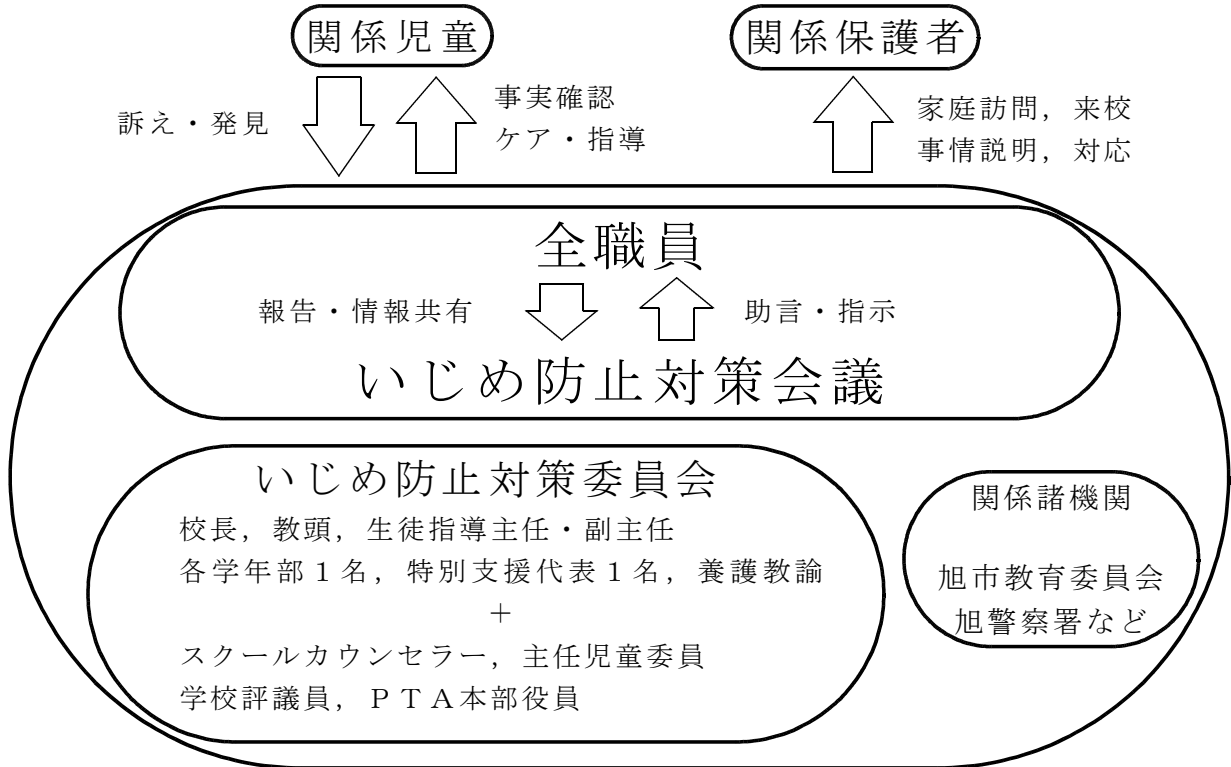 関係児童
関係保護者
訴え・発見
事実確認
ケア・指導
家庭訪問，来校
事情説明，対応
全職員
報告・情報共有
助言・指示
いじめ防止対策会議
いじめ防止対策委員会
校長，教頭，生徒指導主任・副主任
各学年部１名，特別支援代表１名，養護教諭
＋
スクールカウンセラー，主任児童委員
学校評議員，ＰＴＡ本部役員
関係諸機関
旭市教育委員会
旭警察署など